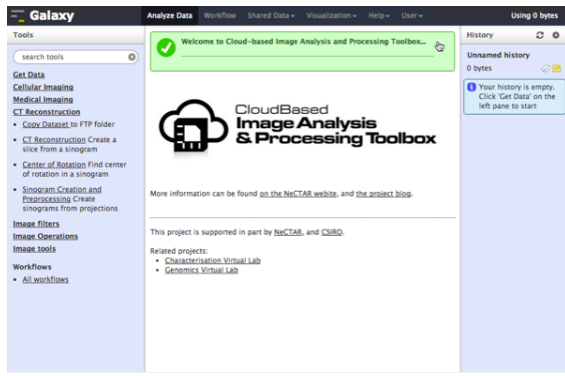 Galaxy
Analyze Data Workflow Shared Data Visualization Help User
Using 0 bytes
Tools
search tools
Get Data
Cellular Imaging
Medical Imaging
CT Reconstruction
Copy Dataset to FTP folder
CT Reconstruction Create a
slice from a sinogram
Center of Rotation Find center
of rotation in a sinogram
Sinogram Creation and
Preprocessing Create
sinograms from projections
Image filters
Image Operations
Image tools
Workflows
All workflows
Welcome to Cloud-based Image Analysis and Processing Toolbox...
CloudBased
Image Analysis
& Processing Toolbox
More information can be found on the NeCTAR webite, and the project blog.
This project is supported in part by NeCTAR, and CSIRO.
Related projects:
Characterisation Virtual Lab
Genomics Virtual Lab
History
Unnamed history
0 bytes
Your history is empty.
Click 'Get Data' on the
left pane to start